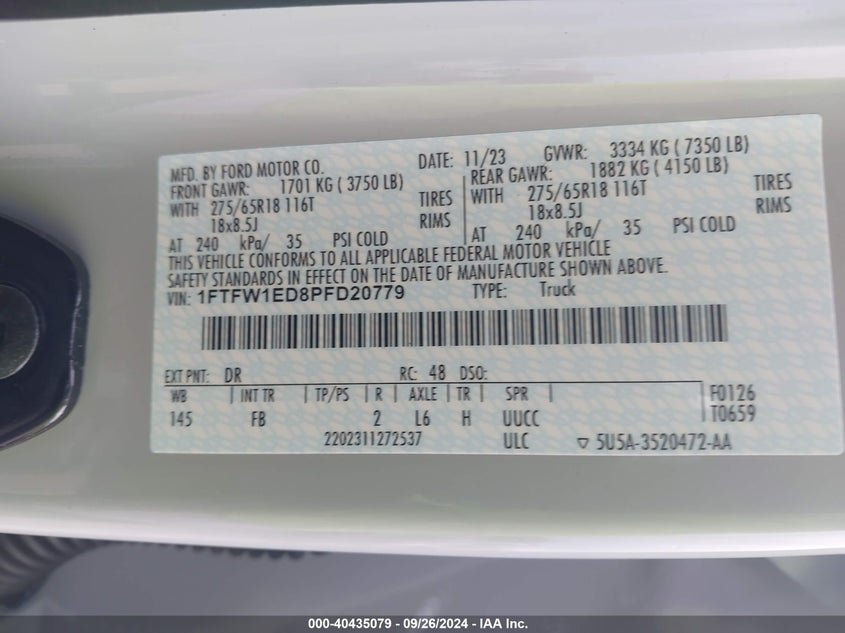 MFD. BY FORD MOTOR CO. DATE: 11/23 GVWR: 3334 KG ( 7350 LB)
FRONT GAWR: 1701 KG ( 3750 LB) REAR GAWR: 1882 KG ( 4150 LB)
WITH 275/65R18 116T TIRES WITH 275/65R18 116T TIRES
18x8.5J RIMS 18x8.5J RIMS
AT 240 kPa/ 35 PSI COLD AT 240 kPa/ 35 PSI COLD
THIS VEHICLE CONFORMS TO ALL APPLICABLE FEDERAL MOTOR VEHICLE
SAFETY STANDARDS IN EFFECT ON THE DATE OF MANUFACTURE SHOWN ABOVE.
VIN: 1FTFW1ED8PFD20779 TYPE: Truck
EXT PNT: DR RC: 48 DSO:
WB INT TR TP/PS R AXLE TR SPR F0126
145 FB 2 L6 H UUCC T0659
2202311272537 ULC 5U5A-3520472-AA
000-40435079 - 09/26/2024 - IAA Inc.